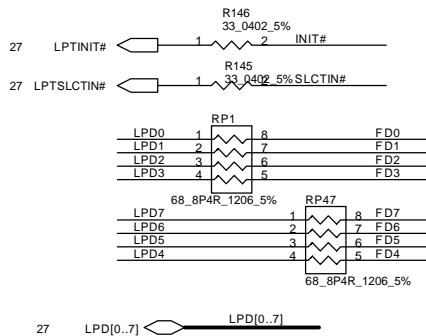 R146
33_0402_5%
27 LPTINIT# 1 2 INIT#
R145
33_0402_5%
27 LPTSLCTIN# 1 2 SLCTIN#
RP1
LPD0 1 8 FD0
LPD1 2 7 FD1
LPD2 3 6 FD2
LPD3 4 5 FD3
68_8P4R_1206_5%
RP47
LPD7 1 8 FD7
LPD6 2 7 FD6
LPD5 3 6 FD5
LPD4 4 5 FD4
68_8P4R_1206_5%
27 LPD[0..7] LPD[0..7]